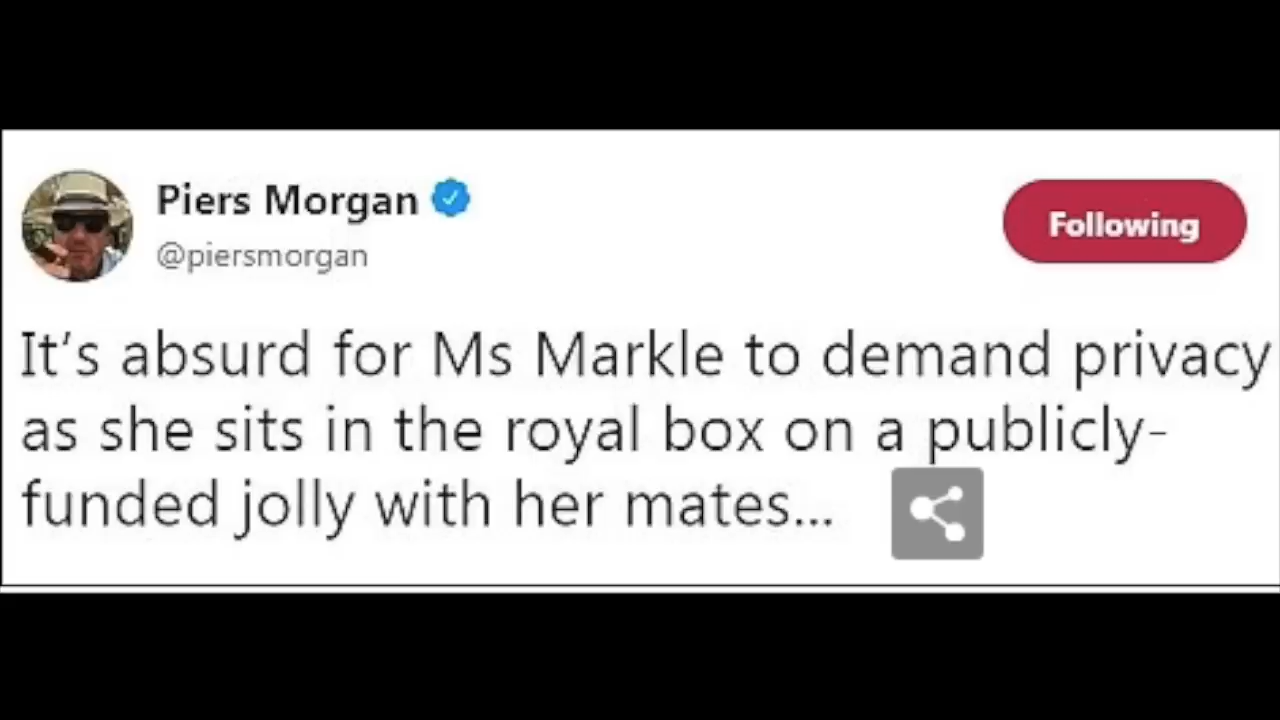 Piers Morgan
@piersmorgan
Following
It's absurd for Ms Markle to demand privacy
as she sits in the royal box on a publicly-
funded jolly with her mates...